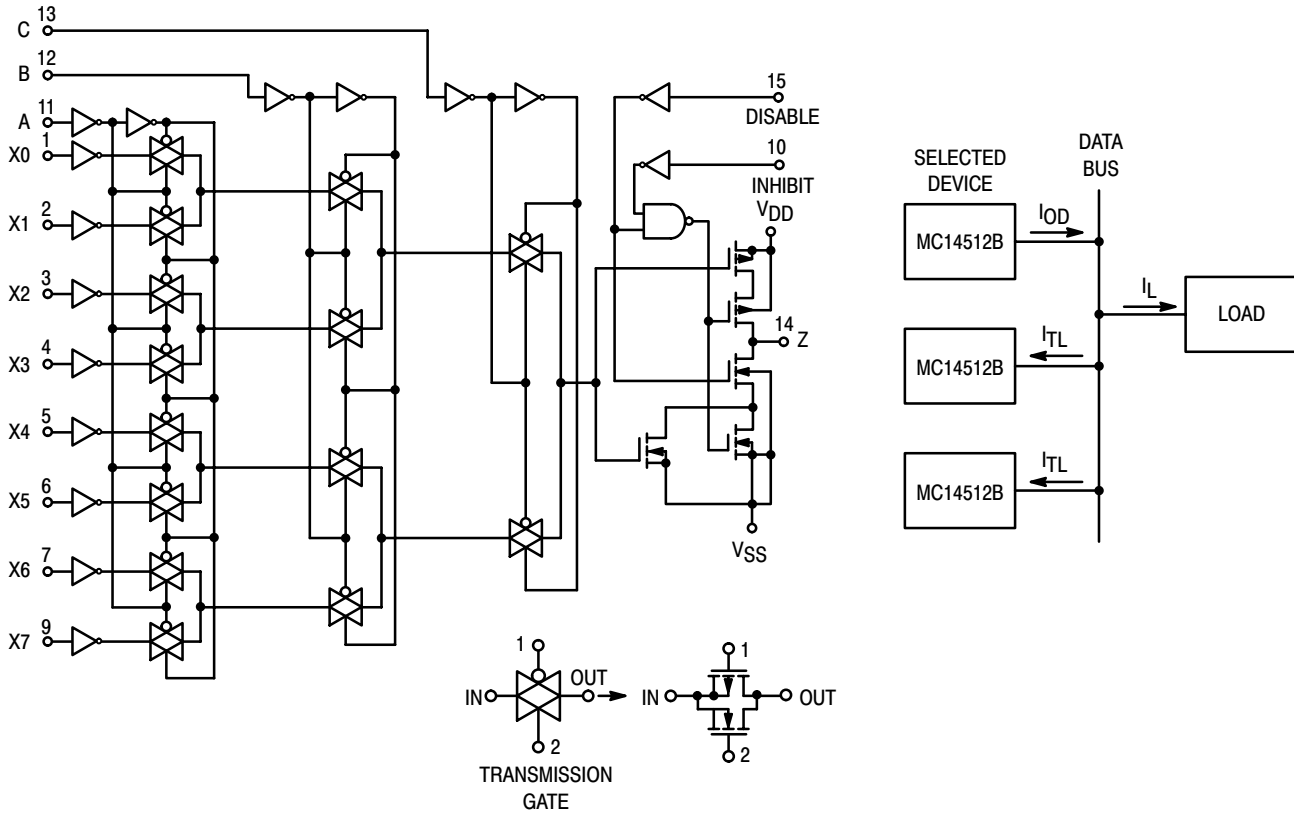 13
C
12
B
11
A
1
X0
2
X1
3
X2
4
X3
5
X4
6
X5
7
X6
9
X7
15
DISABLE
10
INHIBIT
VDD
14
Z
VSS
1
IN
OUT
2
TRANSMISSION
GATE
1
IN
OUT
2
SELECTED
DEVICE
DATA
BUS
MC14512B
IOD
IL
LOAD
MC14512B
ITL
MC14512B
ITL